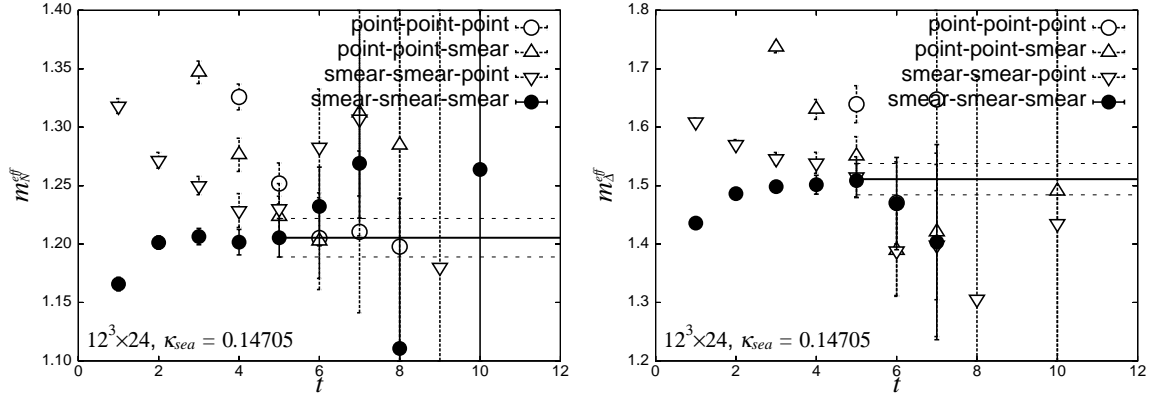 1.40
1.35
1.30
1.25
1.20
1.15
1.10
m_N^eff
point-point-point
point-point-smear
smear-smear-point
smear-smear-smear
12³×24, κ_sea = 0.14705
0 2 4 6 8 10 12
t
1.8
1.7
1.6
1.5
1.4
1.3
1.2
m_Δ^eff
point-point-point
point-point-smear
smear-smear-point
smear-smear-smear
12³×24, κ_sea = 0.14705
0 2 4 6 8 10 12
t